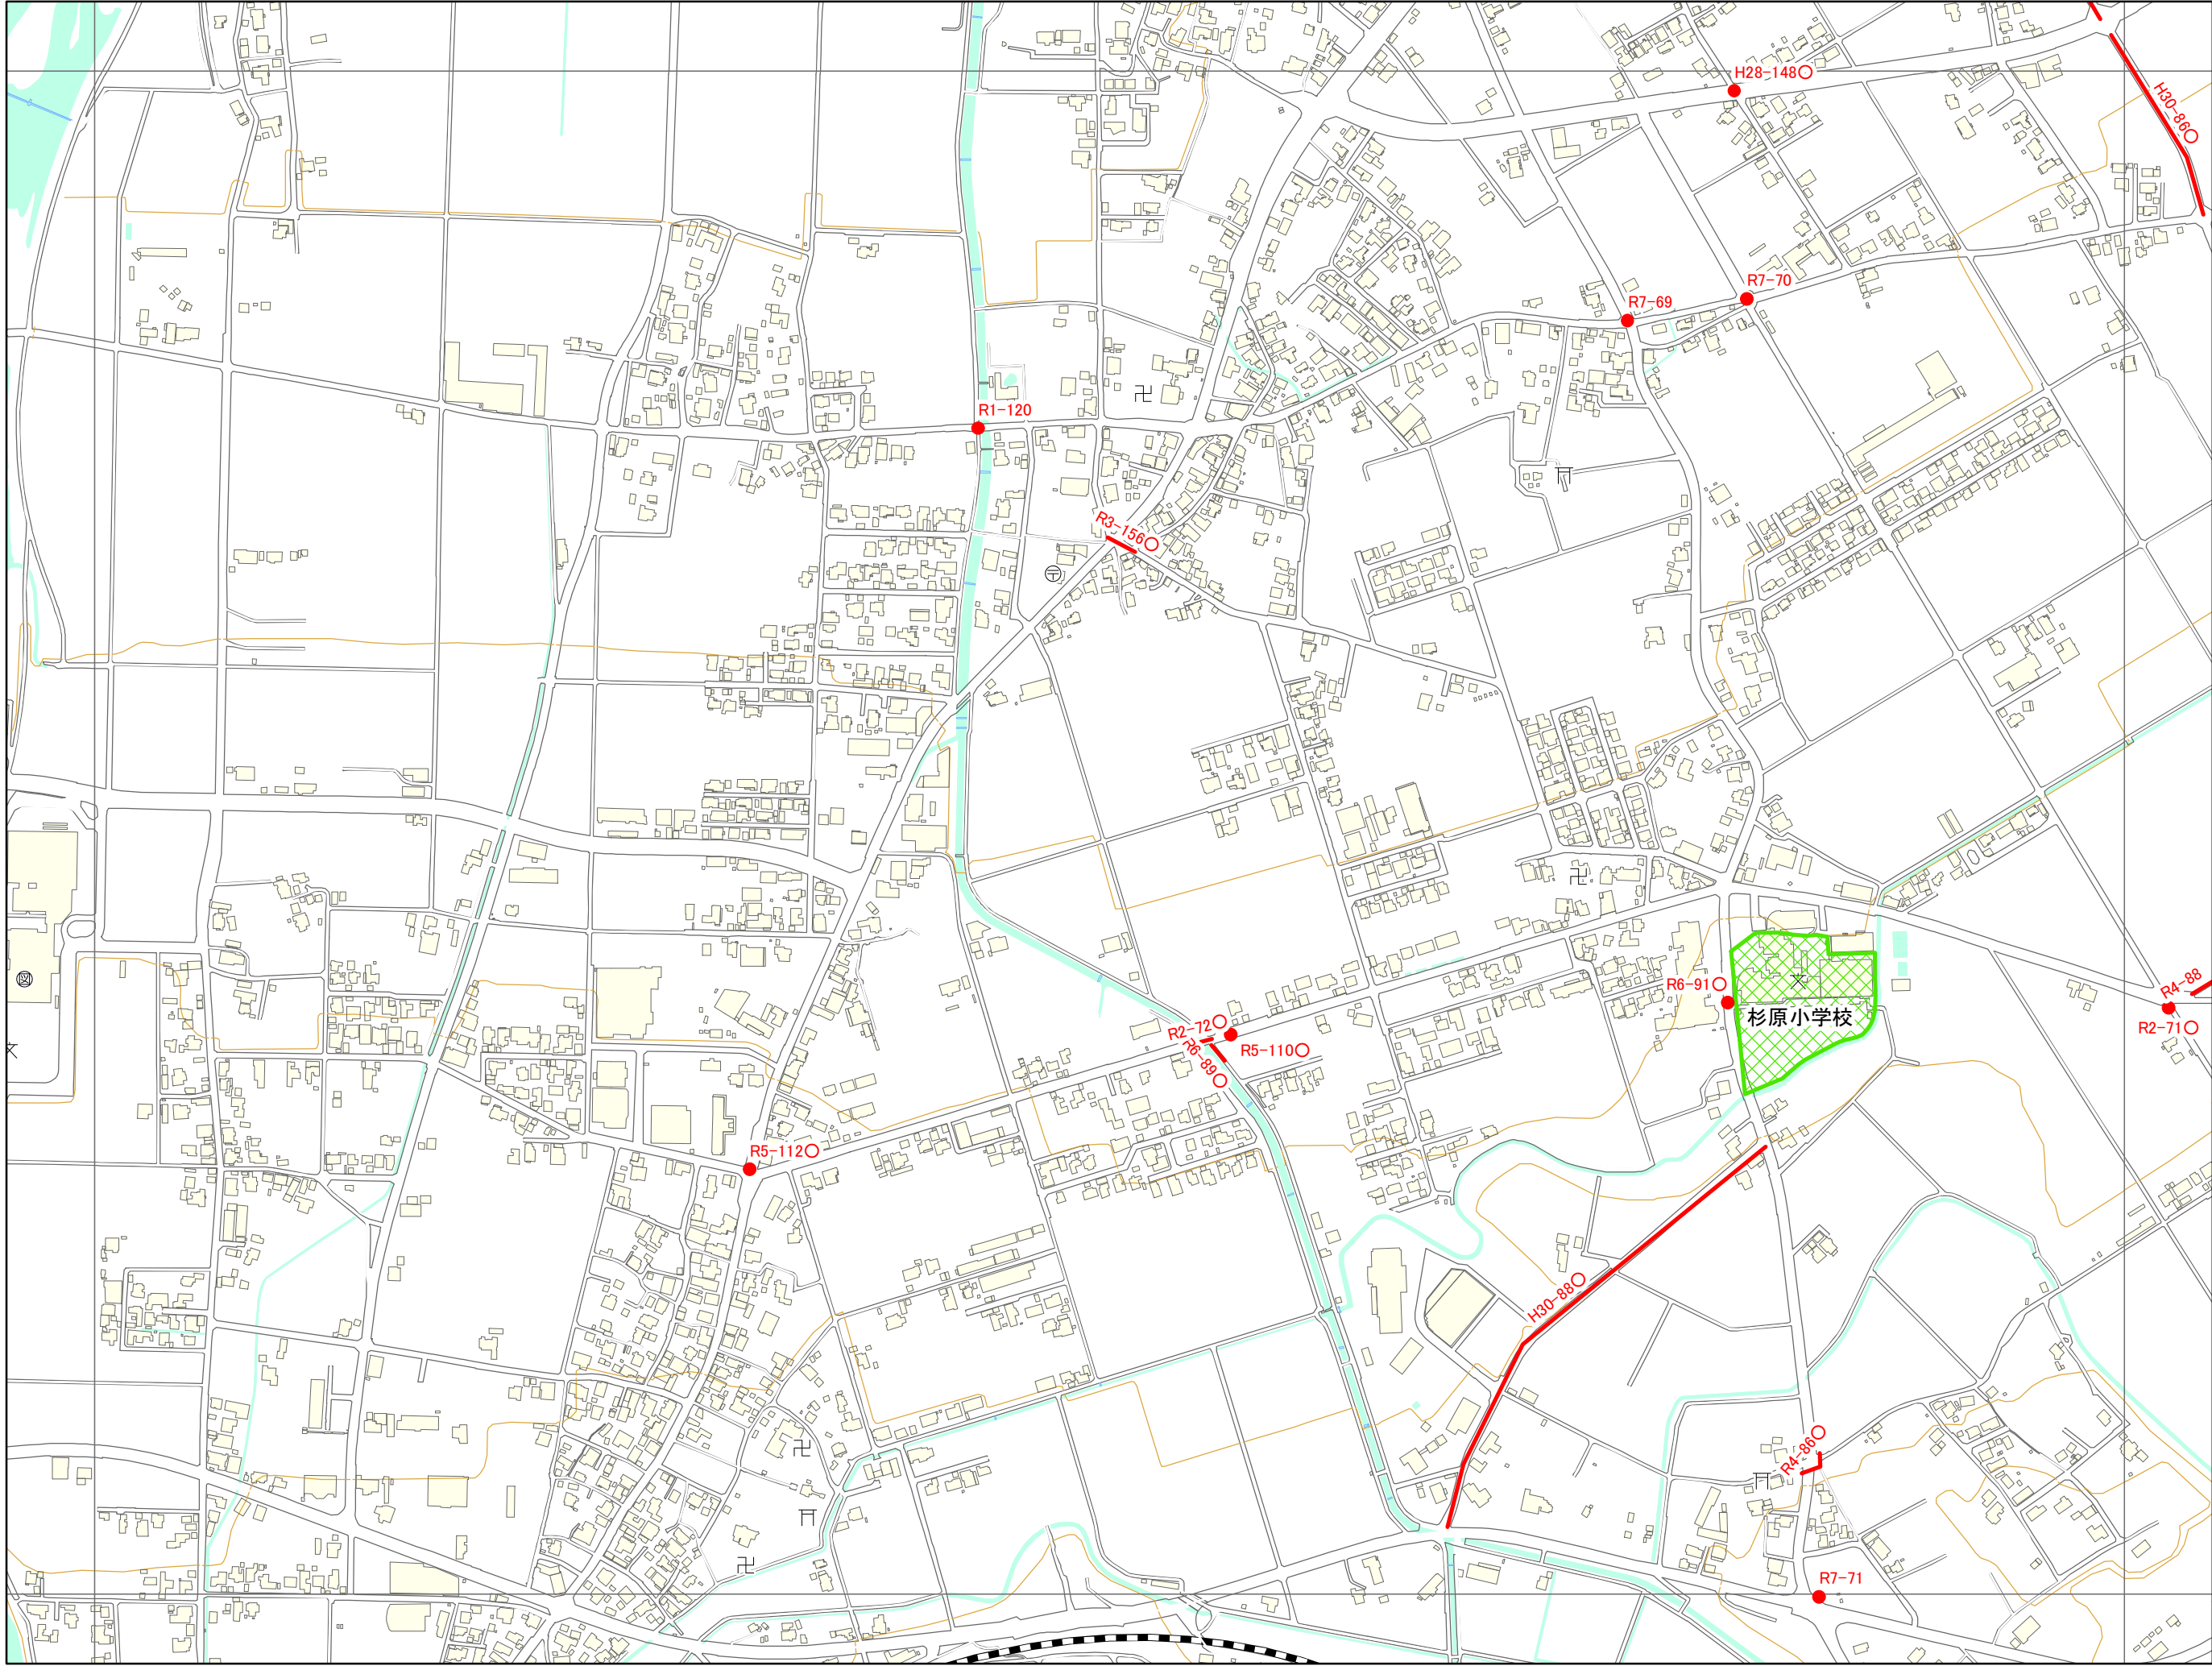 H28-148○
H30-86○
R7-70
R7-69
R1-120
R3-156○
R6-91○
R4-88
杉原小学校
R2-71○
R2-72○
R5-110○
R6-89○
R5-112○
H30-88○
R4-86○
R7-71